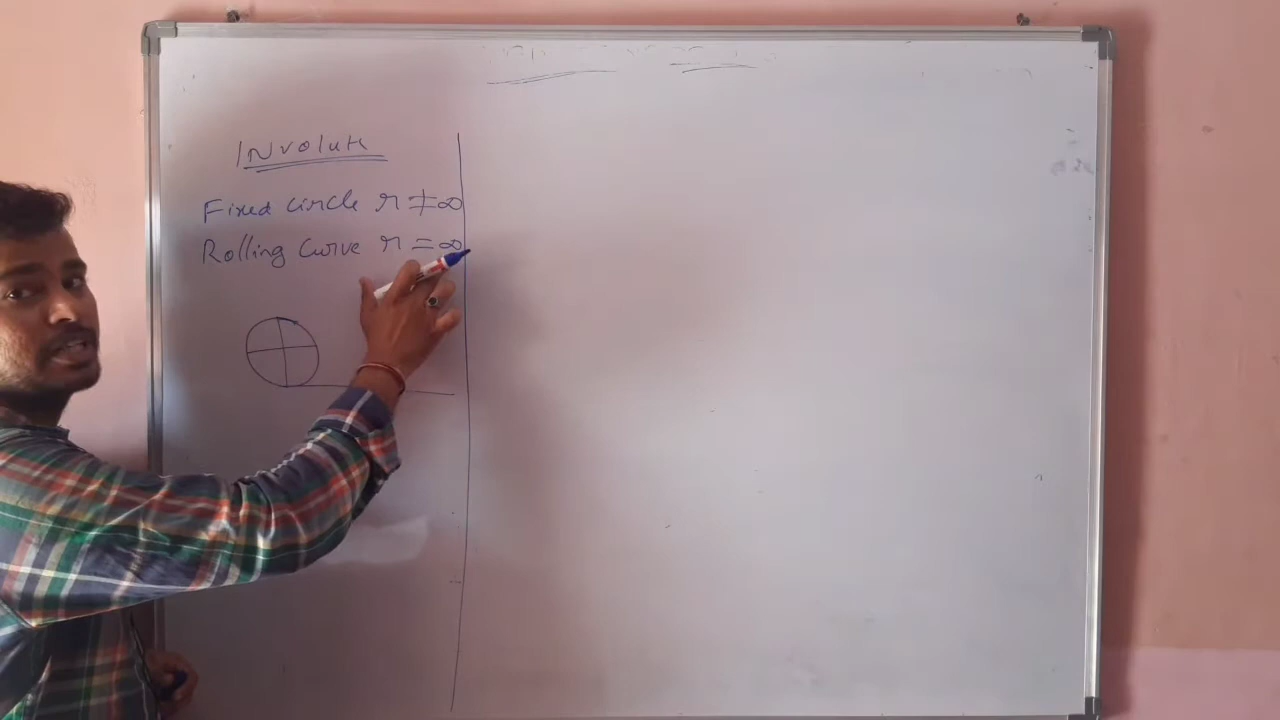 Involute
Fixed circle r ≠ ∞
Rolling Curve r = ∞